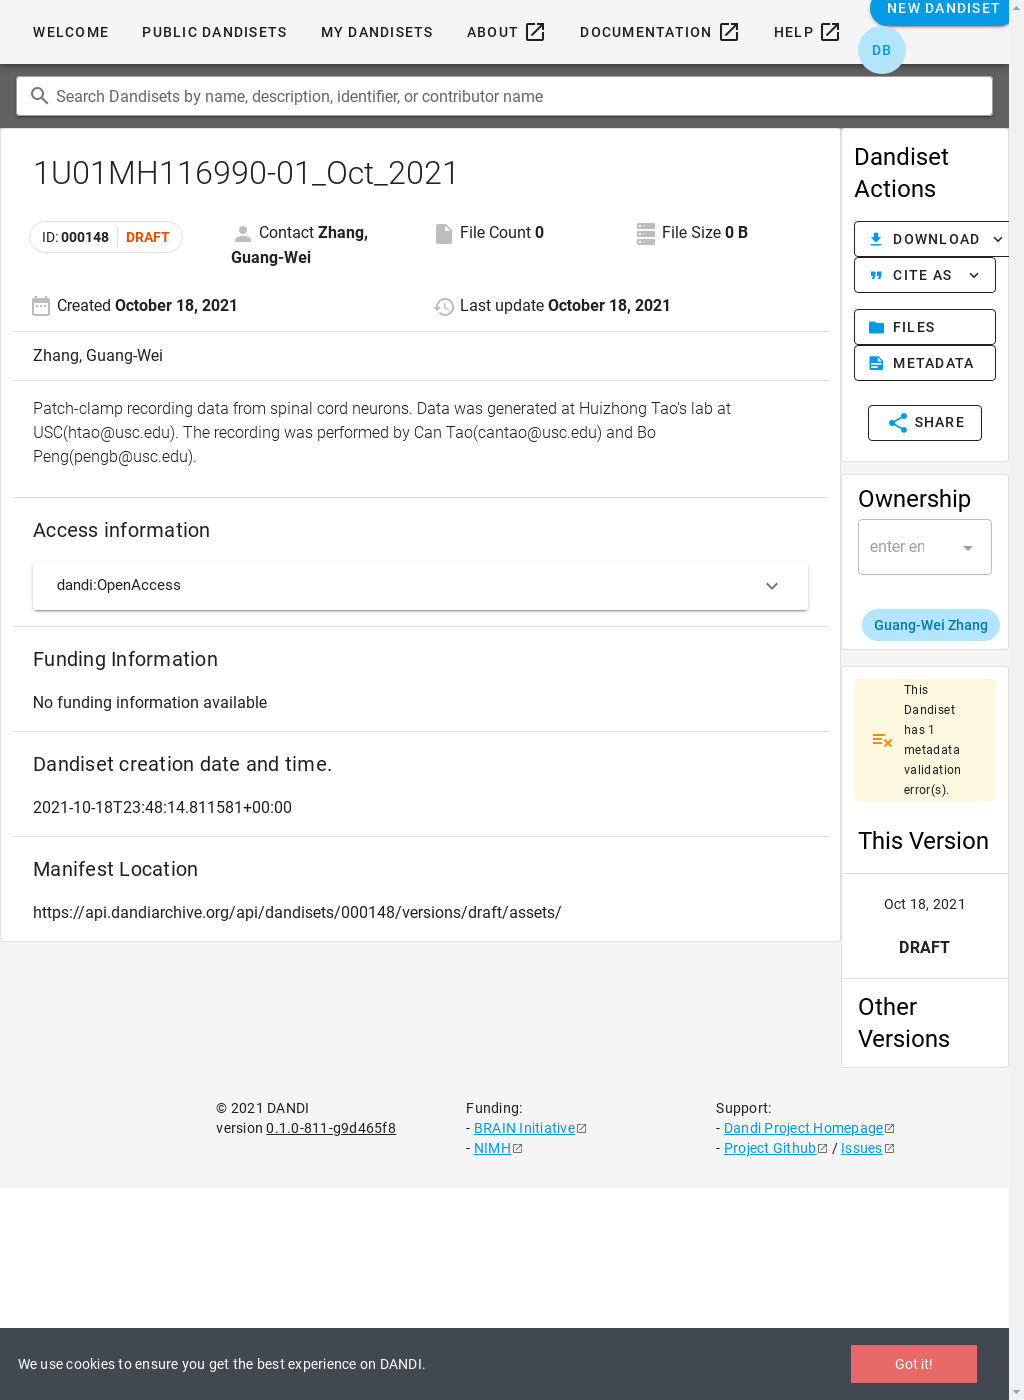 WELCOME PUBLIC DANDISETS MY DANDISETS ABOUT DOCUMENTATION HELP NEW DANDISET
DB
Search Dandisets by name, description, identifier, or contributor name
1U01MH116990-01_Oct_2021
ID: 000148 DRAFT
Contact Zhang, Guang-Wei
File Count 0
File Size 0 B
Created October 18, 2021
Last update October 18, 2021
Zhang, Guang-Wei
Patch-clamp recording data from spinal cord neurons. Data was generated at Huizhong Tao's lab at
USC(htao@usc.edu). The recording was performed by Can Tao(cantao@usc.edu) and Bo
Peng(pengb@usc.edu).
Access information
dandi:OpenAccess
Funding Information
No funding information available
Dandiset creation date and time.
2021-10-18T23:48:14.811581+00:00
Manifest Location
https://api.dandiarchive.org/api/dandisets/000148/versions/draft/assets/
Dandiset
Actions
DOWNLOAD
CITE AS
FILES
METADATA
SHARE
Ownership
enter en
Guang-Wei Zhang
This
Dandiset
has 1
metadata
validation
error(s).
This Version
Oct 18, 2021
DRAFT
Other
Versions
© 2021 DANDI
version 0.1.0-811-g9d465f8
Funding:
- BRAIN Initiative
- NIMH
Support:
- Dandi Project Homepage
- Project Github / Issues
We use cookies to ensure you get the best experience on DANDI.
Got it!